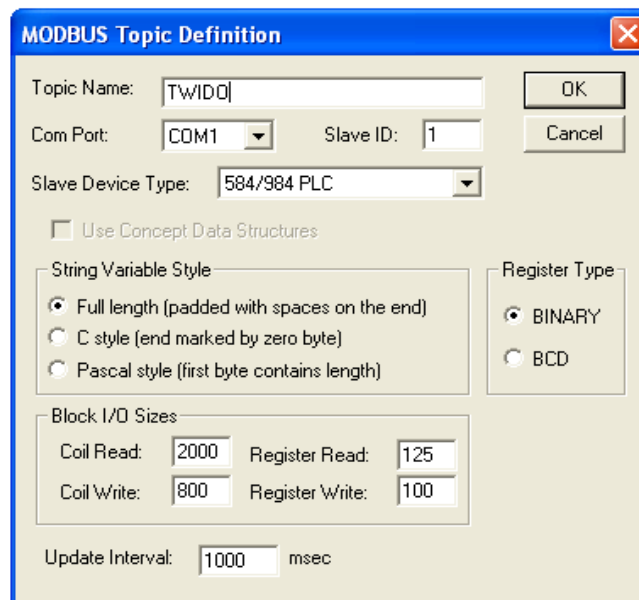 MODBUS Topic Definition
Topic Name: TWIDO OK
Com Port: COM1 Slave ID: 1 Cancel
Slave Device Type: 584/984 PLC
Use Concept Data Structures
String Variable Style
Full length (padded with spaces on the end)
C style (end marked by zero byte)
Pascal style (first byte contains length)
Register Type
BINARY
BCD
Block I/O Sizes
Coil Read: 2000 Register Read: 125
Coil Write: 800 Register Write: 100
Update Interval: 1000 msec